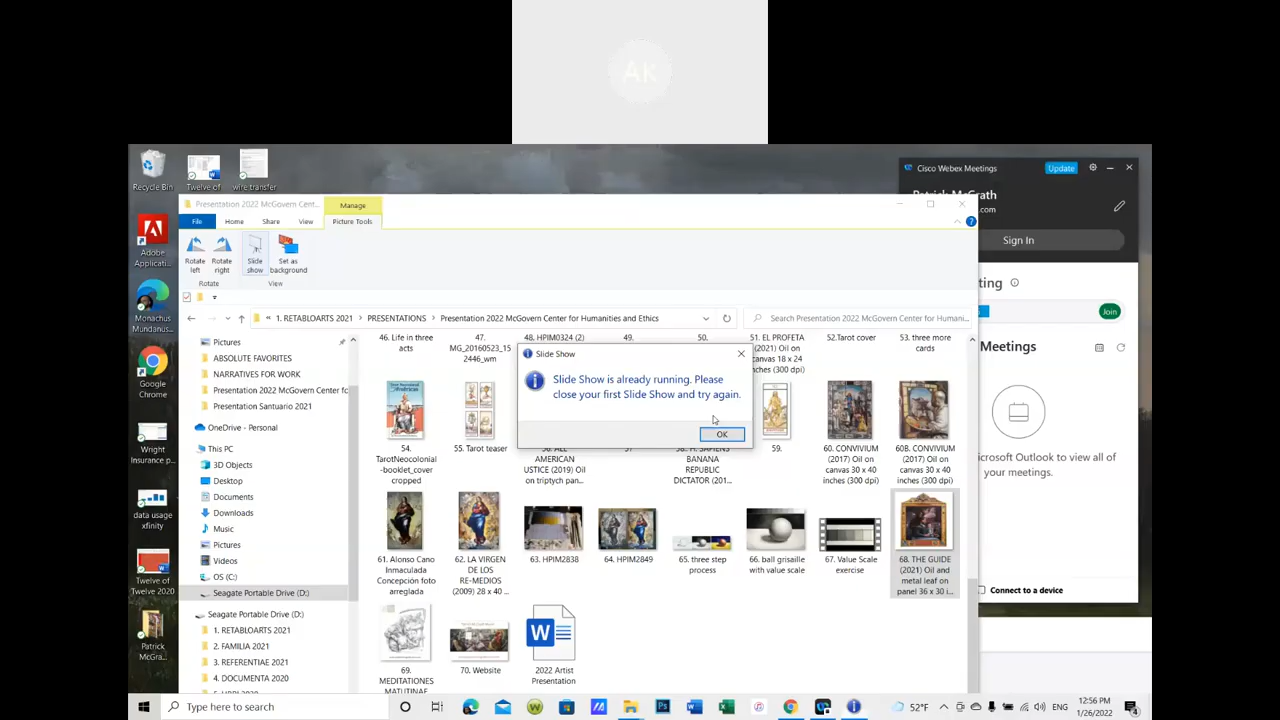 AK
Recycle Bin
Twelve of
wire transfer
Adobe Applicati...
Monachus Mundanus...
Google Chrome
Wright Insurance p...
data usage xfinity
Twelve of Twelve 2020
Patrick McGra...
Presentation 2022 McGovern Cent...
Manage
File
Home
Share
View
Picture Tools
Rotate left
Rotate right
Slide show
Set as background
Rotate
View
« 1. RETABLOARTS 2021 > PRESENTATIONS > Presentation 2022 McGovern Center for Humanities and Ethics
Search Presentation 2022 McGovern Center for Humani...
Pictures
ABSOLUTE FAVORITES
NARRATIVES FOR WORK
Presentation 2022 McGovern Center fc
Presentation Santuario 2021
OneDrive - Personal
This PC
3D Objects
Desktop
Documents
Downloads
Music
Pictures
Videos
OS (C:)
Seagate Portable Drive (D:)
Seagate Portable Drive (D:)
1. RETABLOARTS 2021
2. FAMILIA 2021
3. REFERENTIAE 2021
4. DOCUMENTA 2020
46. Life in three acts
47. MG_20160523_15 2446_wm
48. HPIM0324 (2)
49.
50.
51. EL PROFETA (2021) Oil on canvas 18 x 24 inches (300 dpi)
52.Tarot cover
53. three more cards
Slide Show
Slide Show is already running. Please
close your first Slide Show and try again.
OK
54. TarotNeocolonial -booklet_cover cropped
55. Tarot teaser
AMERICAN USTICE (2019) Oil on triptych pan...
BANANA REPUBLIC DICTATOR (201...
59.
60. CONVIVIUM (2017) Oil on canvas 30 x 40 inches (300 dpi)
60B. CONVIVUM (2017) Oil on canvas 30 x 40 inches (300 dpi)
61. Alonso Cano Inmaculada Concepción foto arreglada
62. LA VIRGEN DE LOS RE-MEDIOS (2009) 28 x 40 ...
63. HPIM2838
64. HPIM2849
65. three step process
66. ball grisaille with value scale
67. Value Scale exercise
68. THE GUIDE (2021) Oil and metal leaf on panel 36 x 30 i...
69. MEDITATIONES MATUTINAE
70. Website
2022 Artist Presentation
Cisco Webex Meetings
Update
Patrick McGrath
.com
Sign In
ting
Join
Meetings
icrosoft Outlook to view all of
your meetings.
Connect to a device
Type here to search
52°F
ENG
12:56 PM
1/26/2022
4